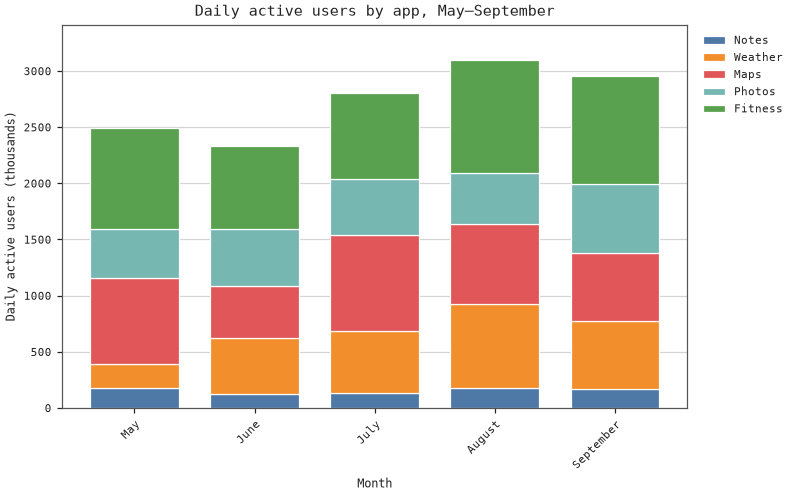 Daily active users by app, May–September
Notes
Weather
Maps
Photos
Fitness
Daily active users (thousands)
3000
2500
2000
1500
1000
500
0
May
June
July
August
September
Month